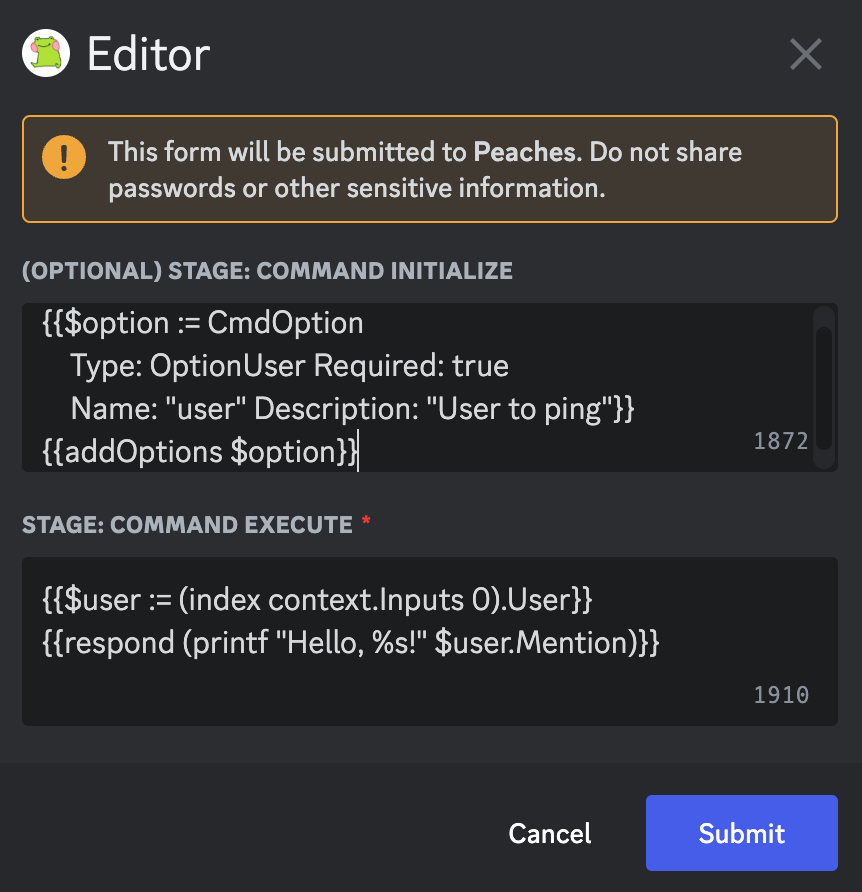 Editor
This form will be submitted to Peaches. Do not share
passwords or other sensitive information.
(OPTIONAL) STAGE: COMMAND INITIALIZE
{{$option := CmdOption
Type: OptionUser Required: true
Name: "user" Description: "User to ping"}}
{{addOptions $option}}
1872
STAGE: COMMAND EXECUTE *
{{$user := (index context.Inputs 0).User}}
{{respond (printf "Hello, %s!" $user.Mention)}}
1910
Cancel
Submit